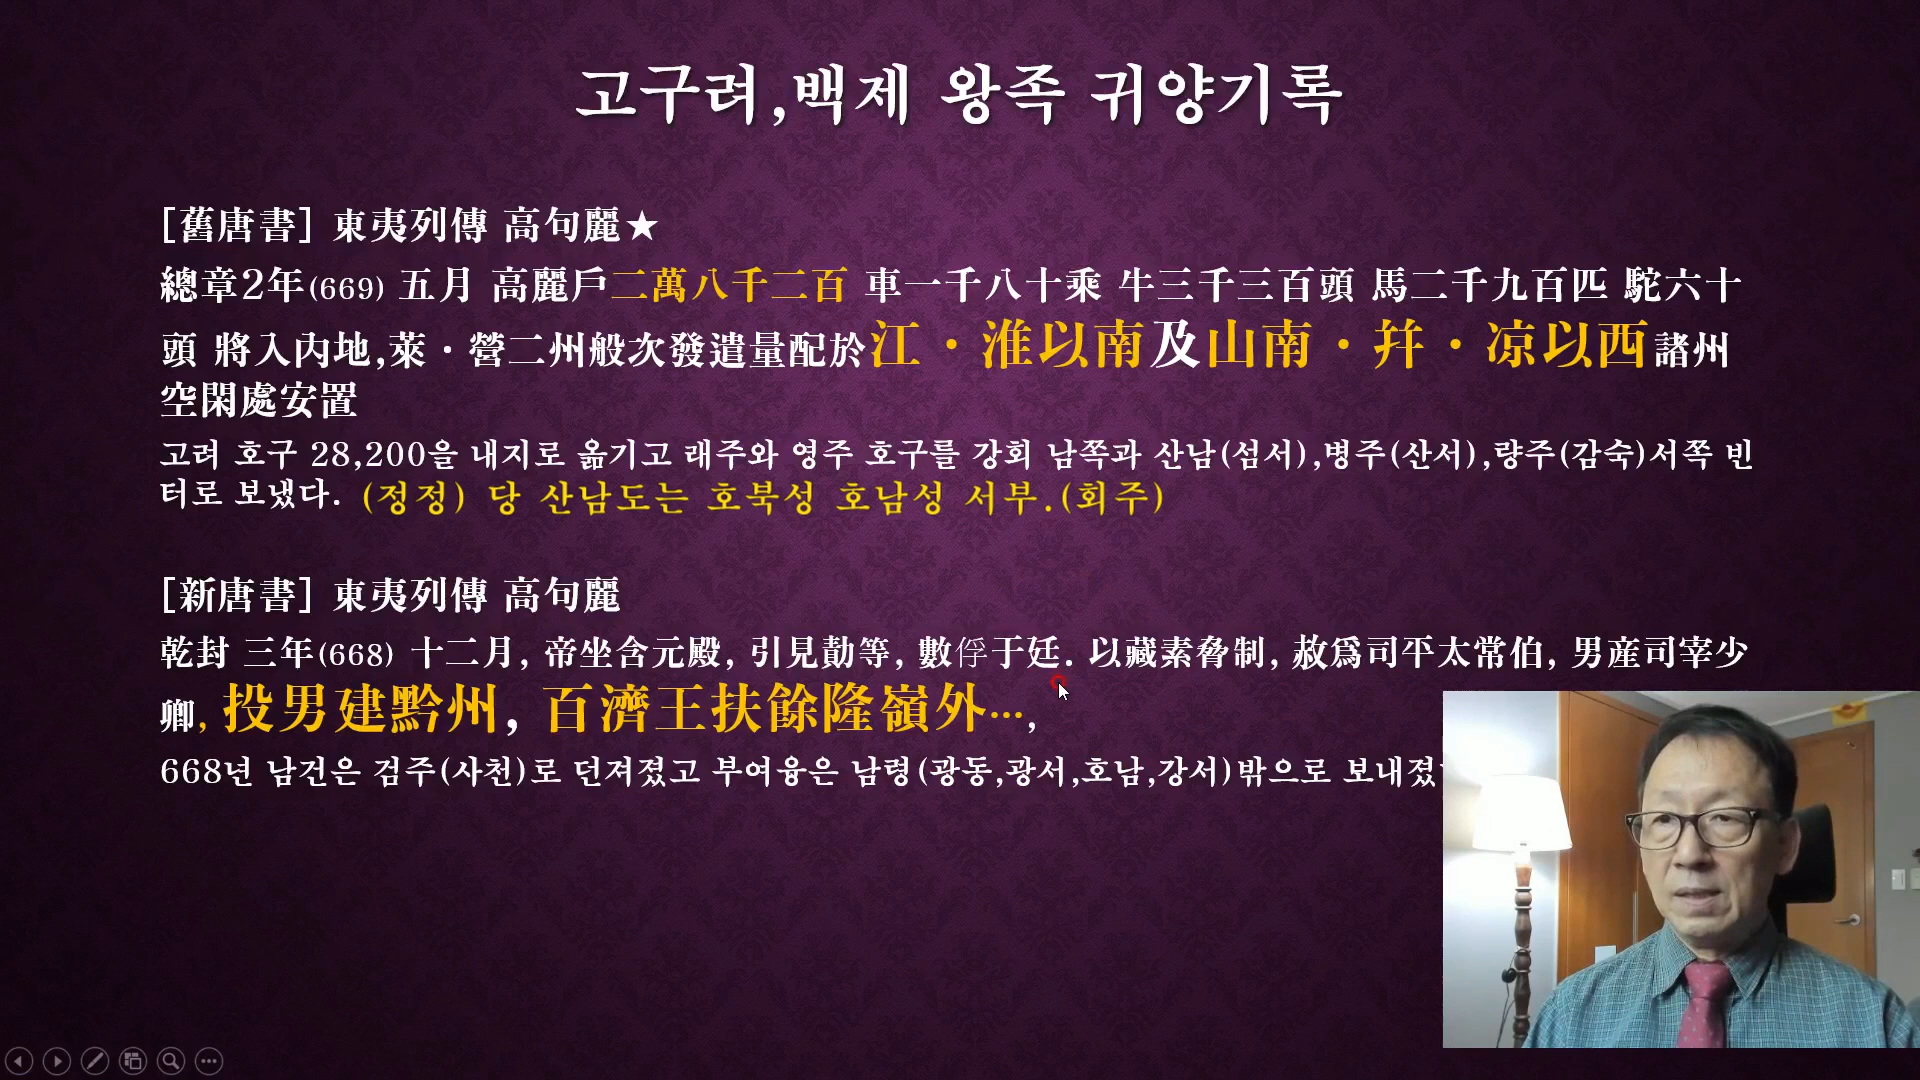 고구려,백제 왕족 귀양기록
[舊唐書] 東夷列傳 高句麗★
總章2年(669) 五月 高麗戶二萬八千二百 車一千八十乘 牛三千三百頭 馬二千九百匹 駝六十
頭 將入內地,萊・營二州般次發遣量配於江・淮以南及山南・幷・凉以西諸州
空閑處安置
고려 호구 28,200을 내지로 옮기고 래주와 영주 호구를 강회 남쪽과 산남(섬서),병주(산서),량주(감숙)서쪽 빈
터로 보냈다. (정정) 당 산남도는 호북성 호남성 서부.(회주)
[新唐書] 東夷列傳 高句麗
乾封 三年(668) 十二月, 帝坐含元殿, 引見勣等, 數俘于廷. 以藏素脅制, 赦爲司平太常伯, 男産司宰少
卿, 投男建黔州, 百濟王扶餘隆嶺外…,
668년 남건은 검주(사천)로 던져졌고 부여융은 남령(광동,광서,호남,강서)밖으로 보내졌